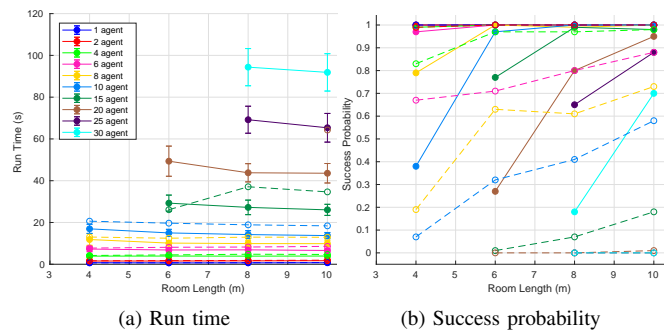 120
100
80
60
40
20
0
3 4 5 6 7 8 9 10
Run Time (s)
Room Length (m)
1 agent
2 agent
4 agent
6 agent
8 agent
10 agent
15 agent
20 agent
25 agent
30 agent
(a) Run time
1
0.9
0.8
0.7
0.6
0.5
0.4
0.3
0.2
0.1
0
3 4 5 6 7 8 9 10
Success Probability
Room Length (m)
(b) Success probability